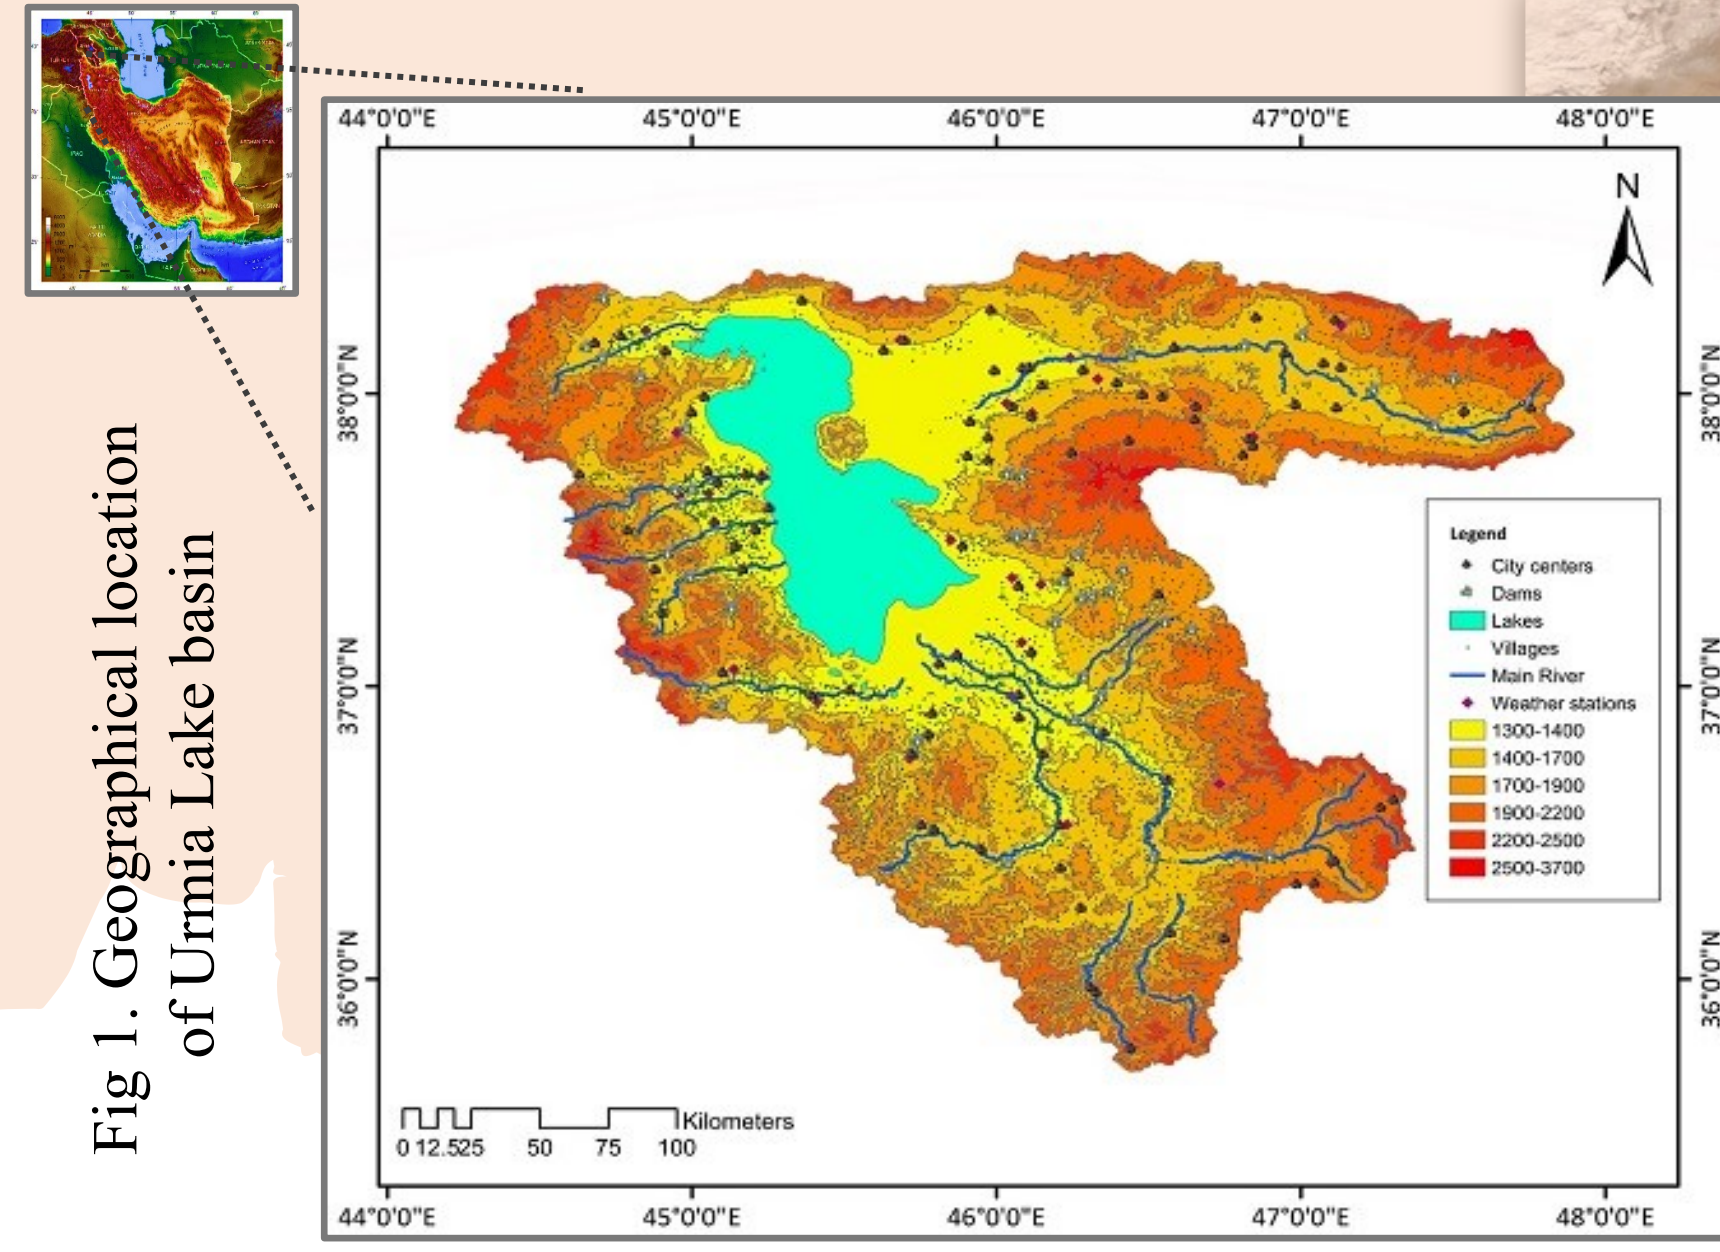 Fig 1. Geographical location
of Urmia Lake basin
44°0'0"E 45°0'0"E 46°0'0"E 47°0'0"E 48°0'0"E
N
38°0'0"N
37°0'0"N
36°0'0"N
38°0'0"N
37°0'0"N
36°0'0"N
Legend
City centers
Dams
Lakes
Villages
Main River
Weather stations
1300-1400
1400-1700
1700-1900
1900-2200
2200-2500
2500-3700
Kilometers
0 12.525 50 75 100
44°0'0"E 45°0'0"E 46°0'0"E 47°0'0"E 48°0'0"E